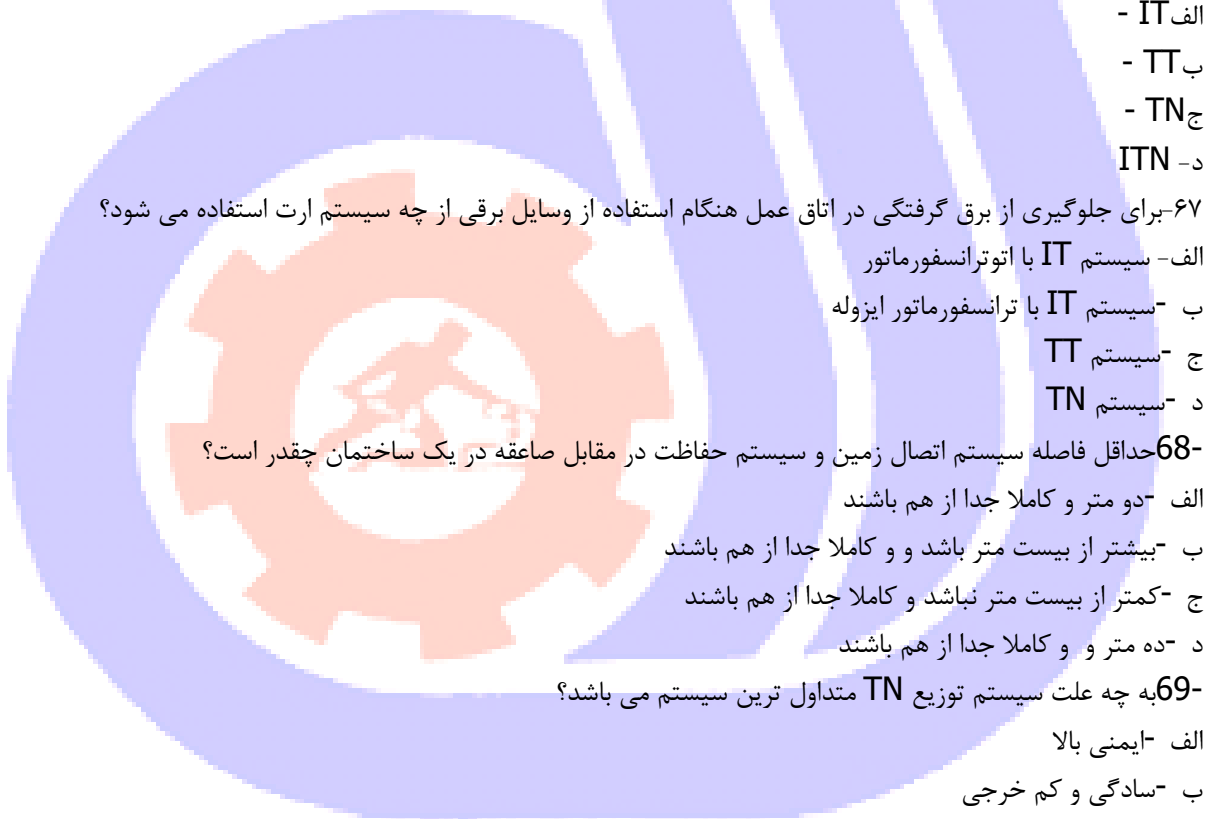 الف- IT
ب- TT
ج- TN
د- ITN
۶۷-برای جلوگیری از برق گرفتگی در اتاق عمل هنگام استفاده از وسایل برقی از چه سیستم ارت استفاده می شود؟
الف- سیستم IT با اتوترانسفورماتور
ب -سیستم IT با ترانسفورماتور ایزوله
ج -سیستم TT
د -سیستم TN
-68حداقل فاصله سیستم اتصال زمین و سیستم حفاظت در مقابل صاعقه در یک ساختمان چقدر است؟
الف -دو متر و کاملا جدا از هم باشند
ب -بیشتر از بیست متر باشد و و کاملا جدا از هم باشند
ج -کمتر از بیست متر نباشد و کاملا جدا از هم باشند
د -ده متر و و کاملا جدا از هم باشند
-69به چه علت سیستم توزیع TN متداول ترین سیستم می باشد؟
الف -ایمنی بالا
ب -سادگی و کم خرجی